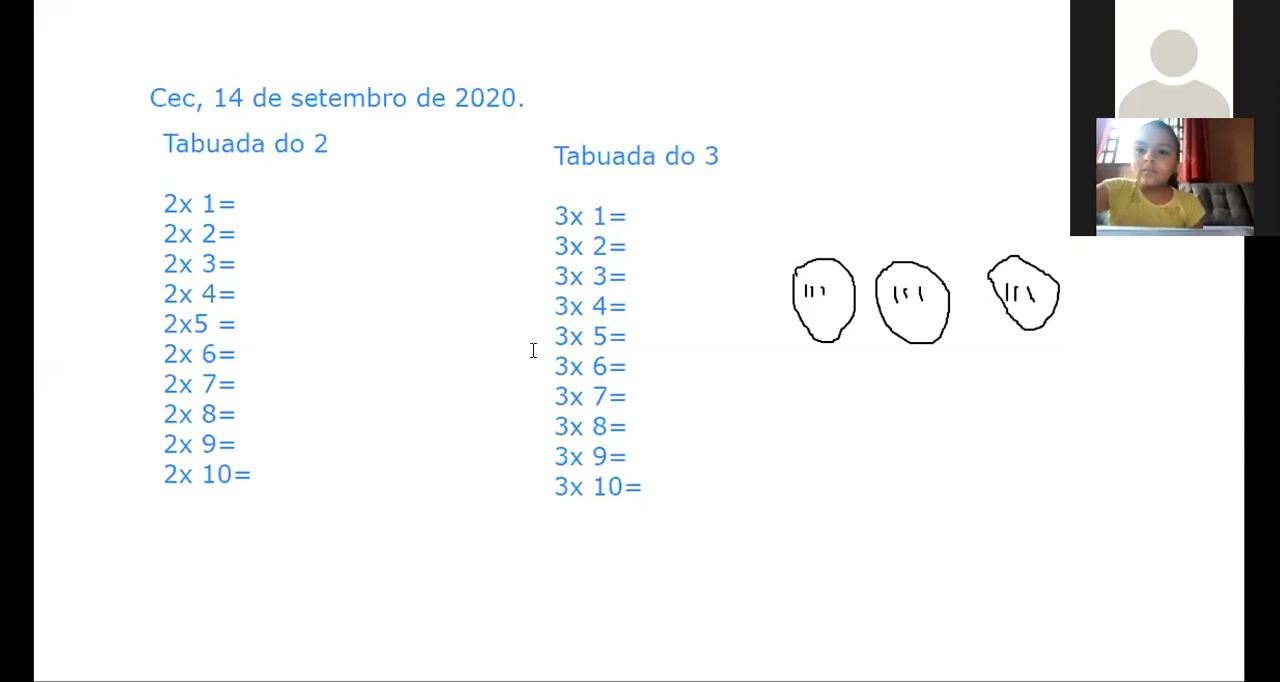 Cec, 14 de setembro de 2020.
Tabuada do 2
2x 1=
2x 2=
2x 3=
2x 4=
2x5 =
2x 6=
2x 7=
2x 8=
2x 9=
2x 10=
Tabuada do 3
3x 1=
3x 2=
3x 3=
3x 4=
3x 5=
3x 6=
3x 7=
3x 8=
3x 9=
3x 10=